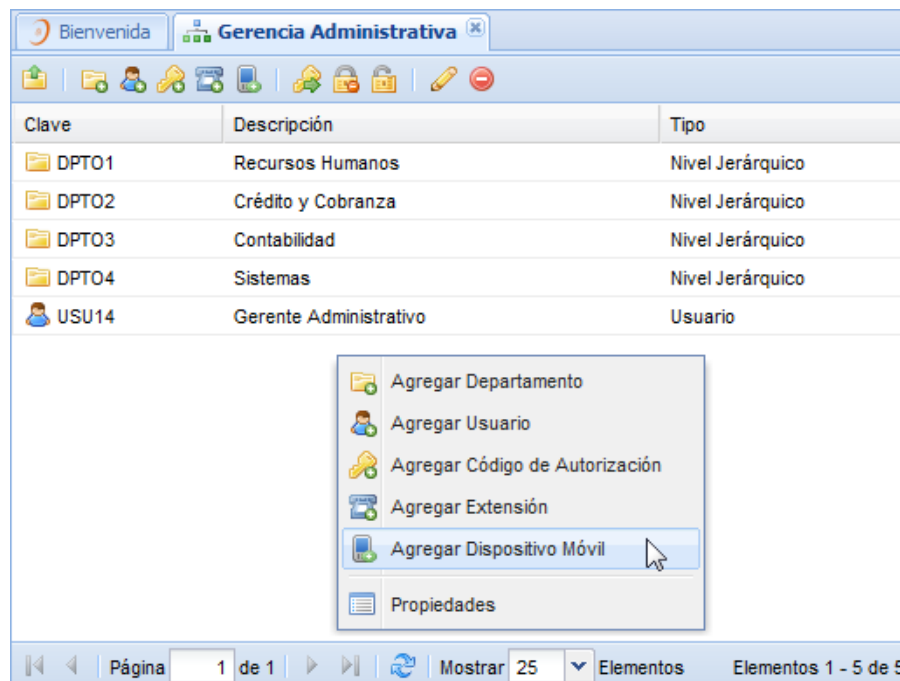 Bienvenida Gerencia Administrativa
Clave Descripción Tipo
DPTO1 Recursos Humanos Nivel Jerárquico
DPTO2 Crédito y Cobranza Nivel Jerárquico
DPTO3 Contabilidad Nivel Jerárquico
DPTO4 Sistemas Nivel Jerárquico
USU14 Gerente Administrativo Usuario
Agregar Departamento
Agregar Usuario
Agregar Código de Autorización
Agregar Extensión
Agregar Dispositivo Móvil
Propiedades
Página 1 de 1 Mostrar 25 Elementos Elementos 1 - 5 de 5